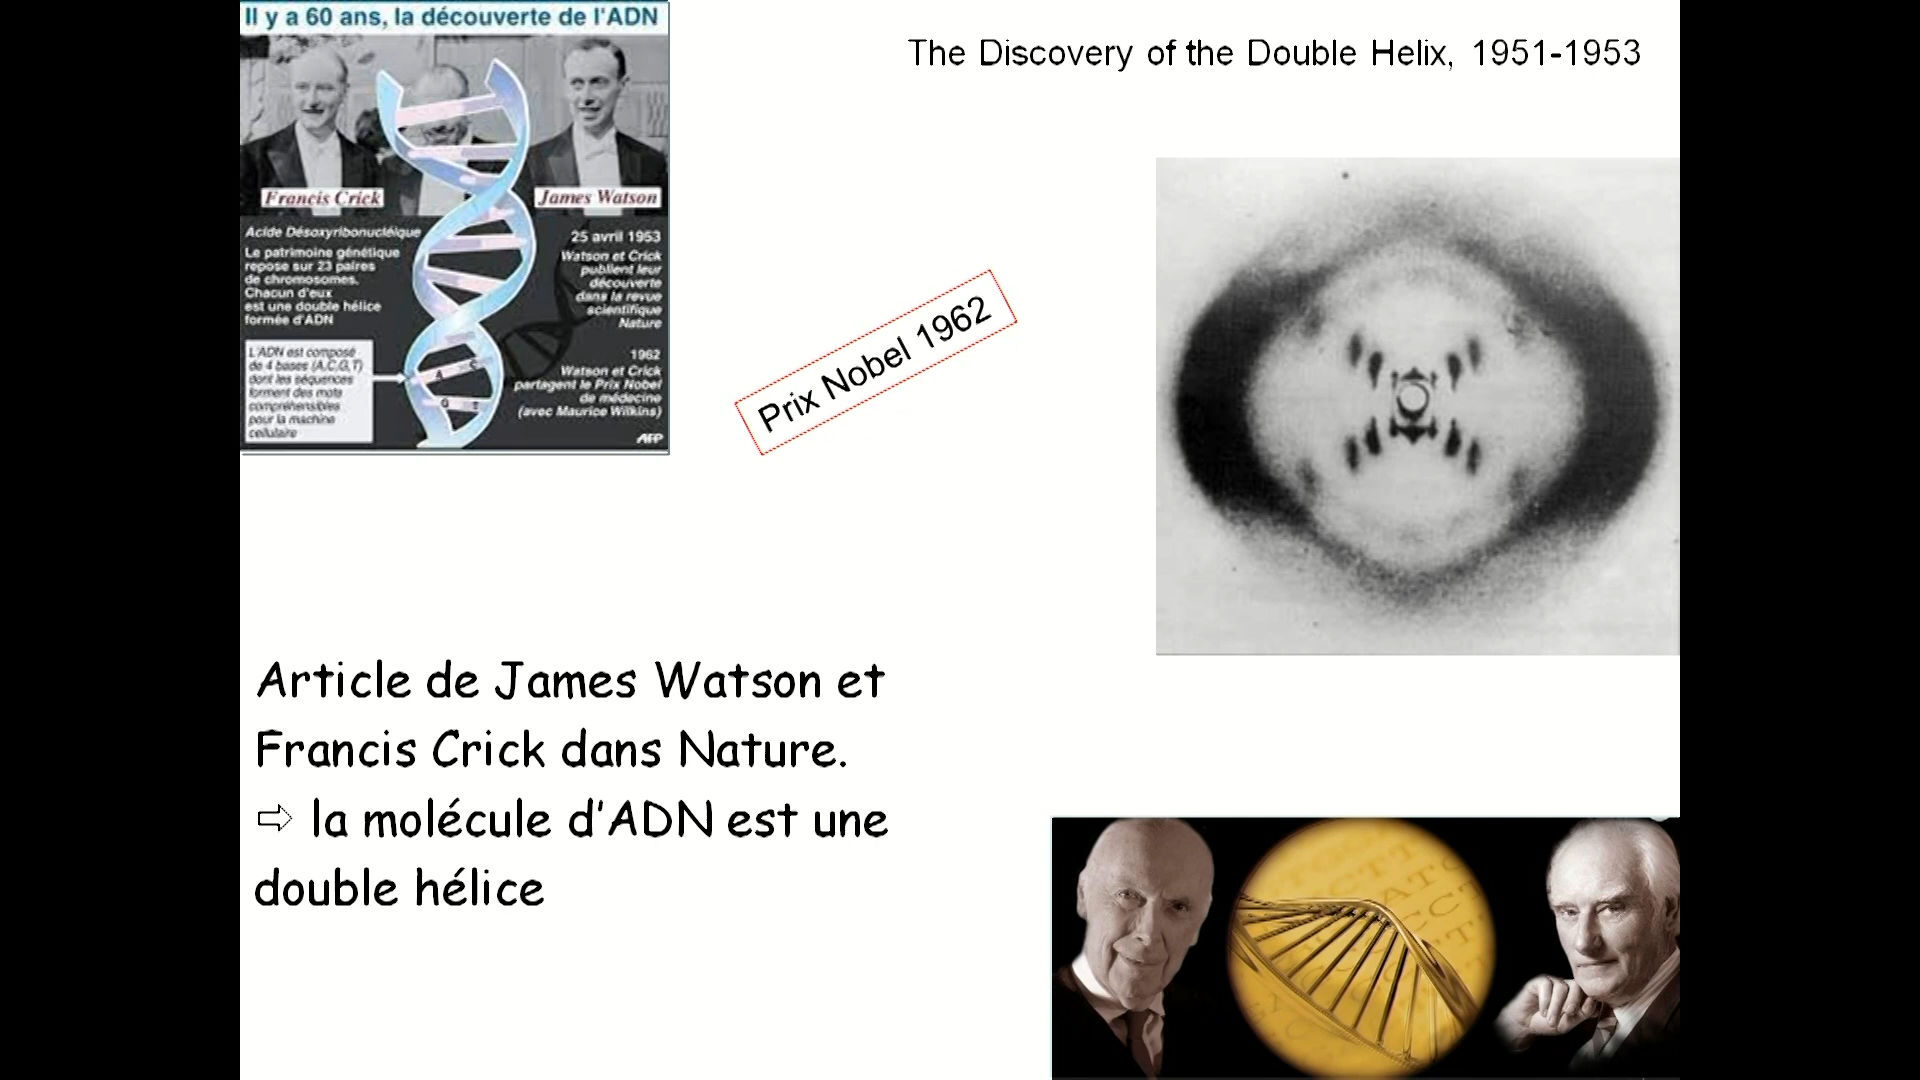 Il y a 60 ans, la découverte de l'ADN
Francis Crick
James Watson
Acide Désoxyribonucléique
Le patrimoine génétique
repose sur 23 paires
de chromosomes.
Chacun d'eux
est une double hélice
formée d'ADN
L'ADN est composé
de 4 bases (A,C,G,T)
dont les séquences
forment des mots
compréhensibles
pour la machine
cellulaire
A C
G T
25 avril 1953
Watson et Crick
publient leur
découverte
dans la revue
scientifique
Nature
1962
Watson et Crick
partagent le Prix Nobel
de médecine
(avec Maurice Wilkins)
AFP
The Discovery of the Double Helix, 1951-1953
Prix Nobel 1962
Article de James Watson et
Francis Crick dans Nature.
⇨ la molécule d’ADN est une
double hélice